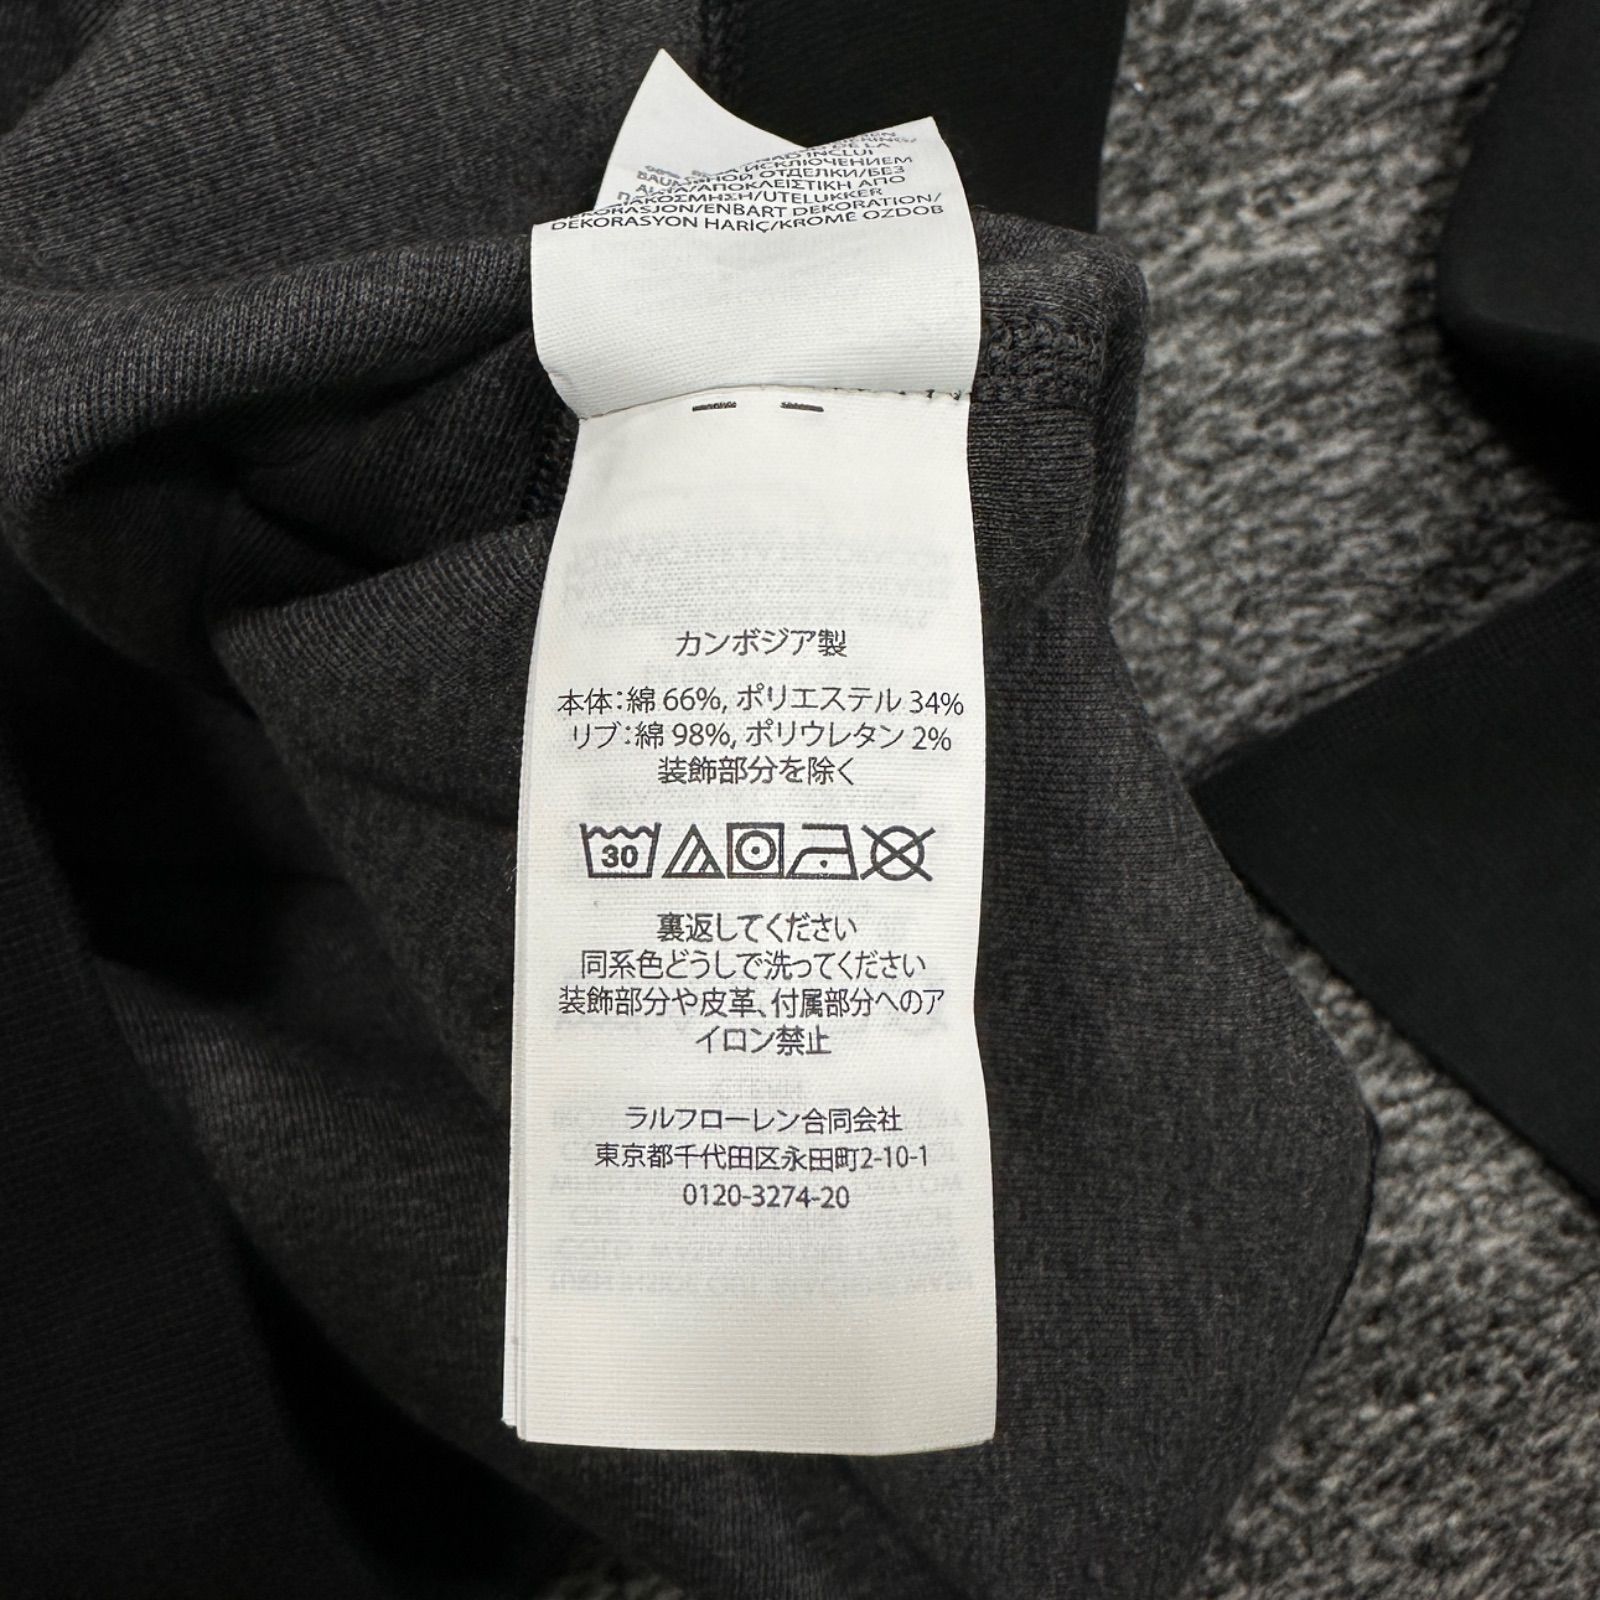 NAD INCLUI
ИСКЛЮЧЕНИЕМ
ОТДЕЛКИ/БЕЗ
ΑΠΟΚΛΕΙΣΤΙΚΗ ΑΠΟ
UTELUKKER
DEKORASJON/ENBART DEKORATION/
DEKORASYON HARIÇ/KROMĚ OZDOB
カンボジア製
本体:綿 66%, ポリエステル 34%
リブ:綿 98%, ポリウレタン 2%
装飾部分を除く
30
裏返してください
同系色どうしで洗ってください
装飾部分や皮革、付属部分へのア
イロン禁止
ラルフローレン合同会社
東京都千代田区永田町2-10-1
0120-3274-20